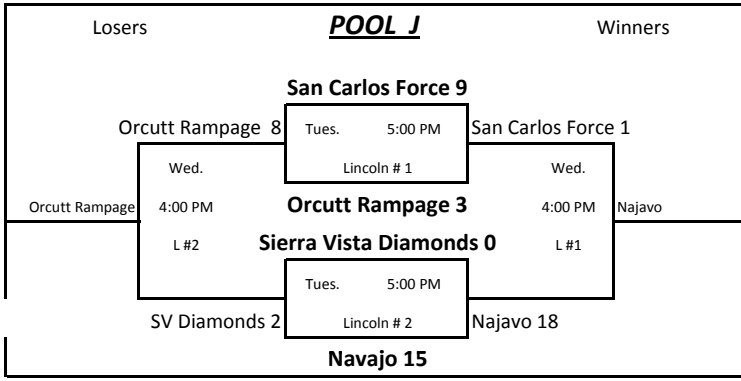 Losers POOL J Winners
San Carlos Force 9
Orcutt Rampage 8 Tues. 5:00 PM San Carlos Force 1
Wed. Lincoln # 1 Wed.
Orcutt Rampage 4:00 PM Orcutt Rampage 3 4:00 PM Najavo
L #2 Sierra Vista Diamonds 0 L #1
Tues. 5:00 PM
SV Diamonds 2 Lincoln # 2 Najavo 18
Navajo 15